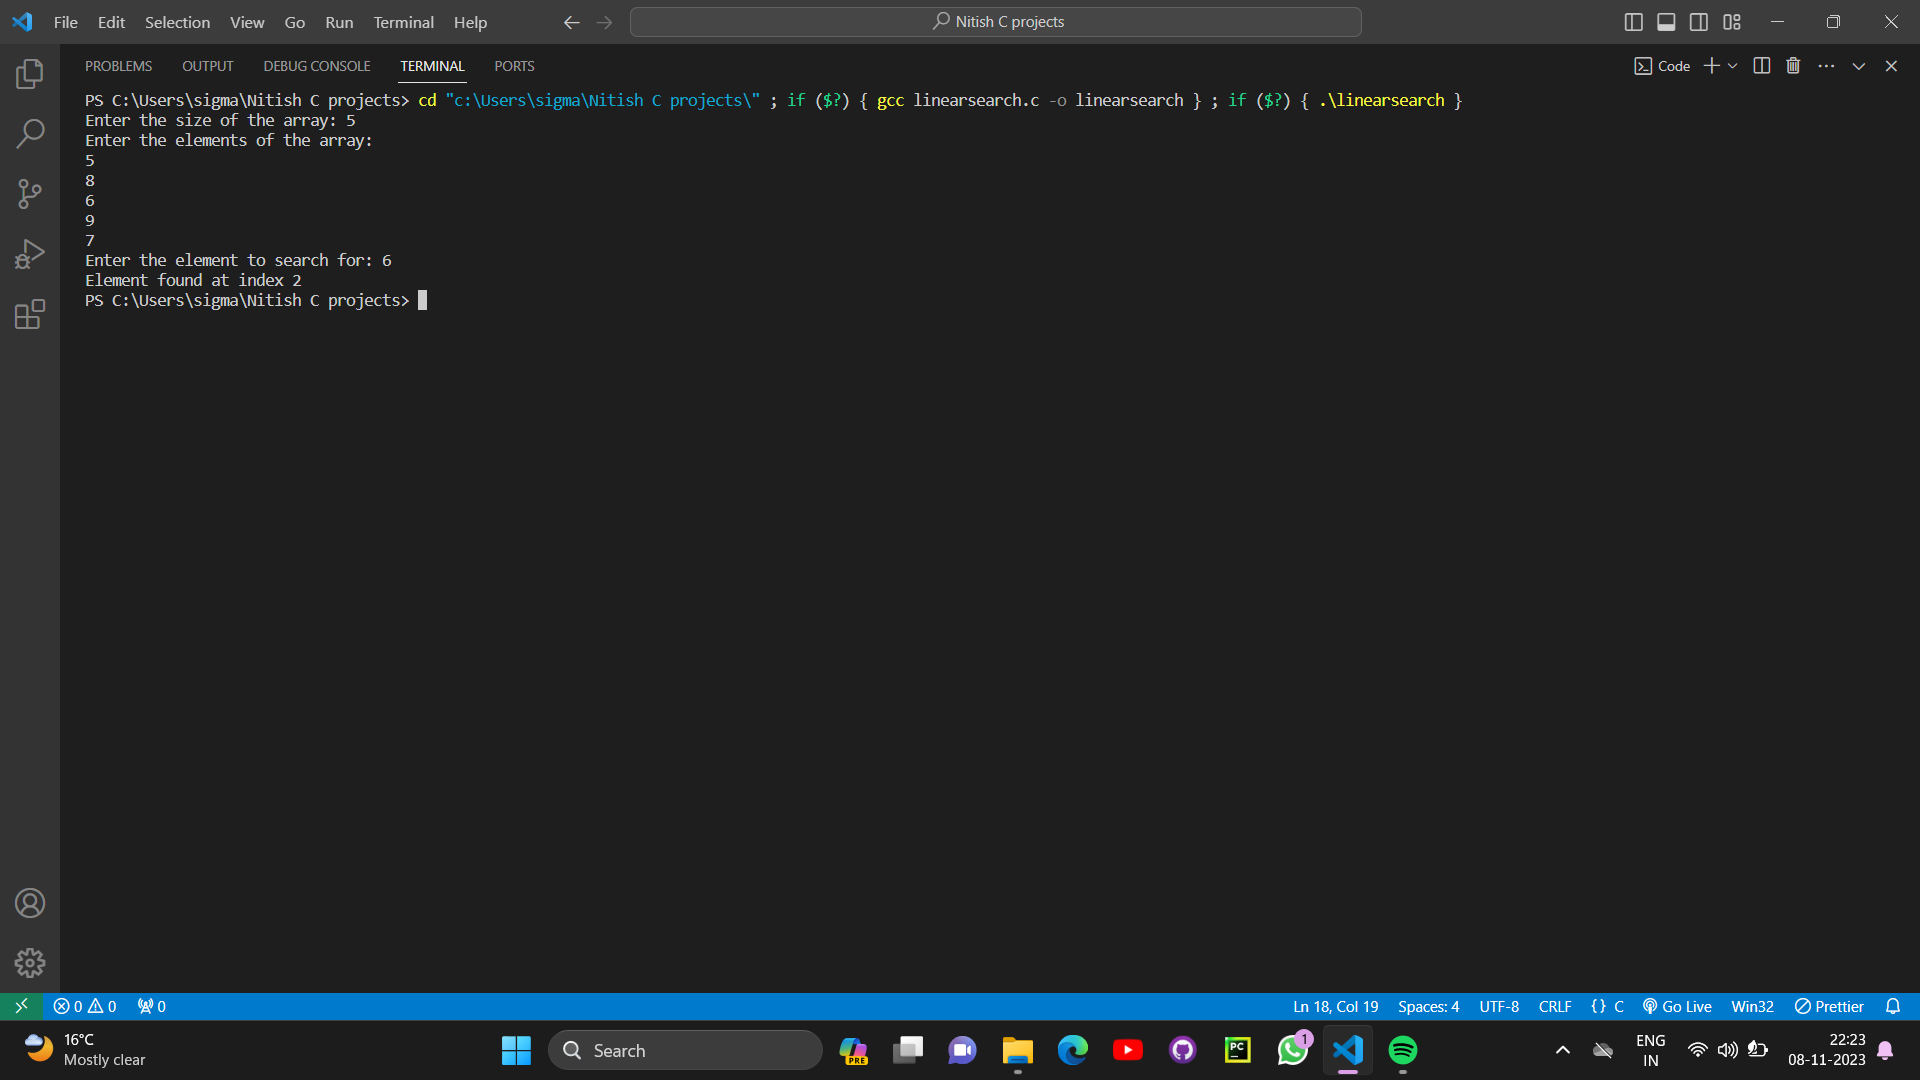 File Edit Selection View Go Run Terminal Help
Nitish C projects
PROBLEMS OUTPUT DEBUG CONSOLE TERMINAL PORTS
Code
PS C:\Users\sigma\Nitish C projects> cd "c:\Users\sigma\Nitish C projects\" ; if ($?) { gcc linearsearch.c -o linearsearch } ; if ($?) { .\linearsearch }
Enter the size of the array: 5
Enter the elements of the array:
5
8
6
9
7
Enter the element to search for: 6
Element found at index 2
PS C:\Users\sigma\Nitish C projects>
0 0 0 Ln 18, Col 19 Spaces: 4 UTF-8 CRLF {} C Go Live Win32 Prettier
16°C
Mostly clear
Search
PRE
PC
1
ENG
IN
22:23
08-11-2023